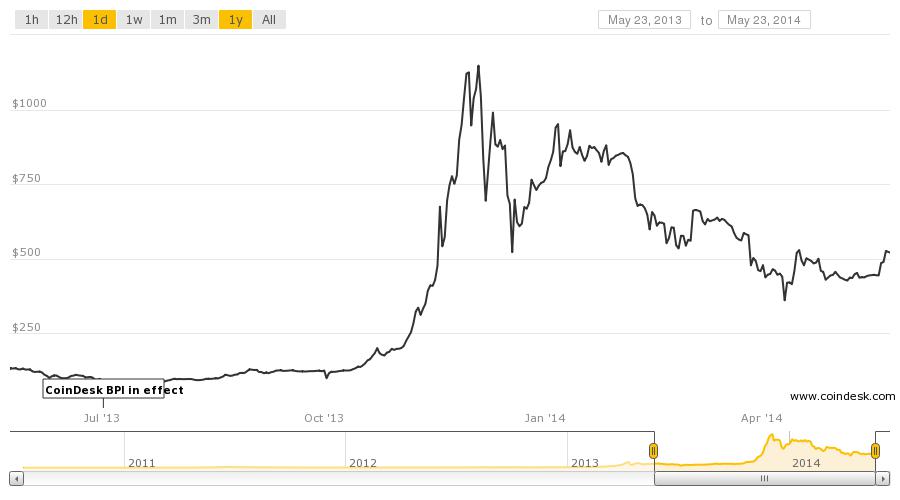 1h 12h 1d 1w 1m 3m 1y All May 23, 2013 to May 23, 2014
$1000
$750
$500
$250
CoinDesk BPI in effect
www.coindesk.com
Jul '13 Oct '13 Jan '14 Apr '14
2011 2012 2013 2014